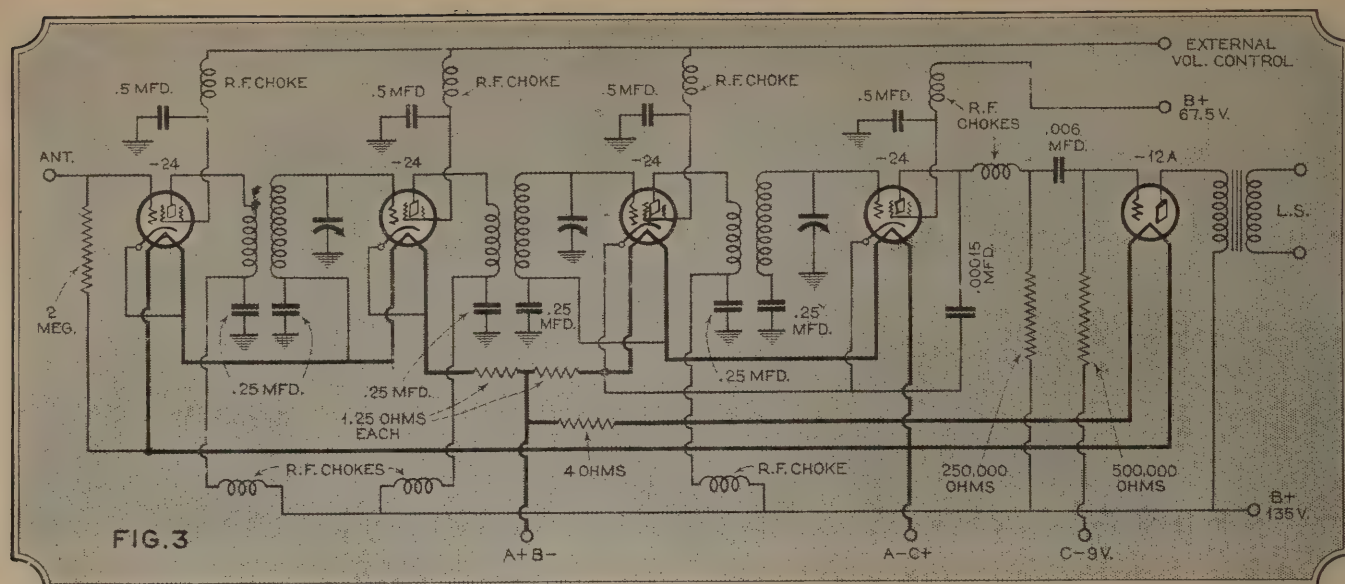 EXTERNAL
VOL. CONTROL
R.F. CHOKE
R.F. CHOKE
R.F. CHOKE
.5 MFD.
.5 MFD
.5 MFD.
.5 MFD.
R.F.
CHOKES
B+
67.5 V.
.006
MFD.
ANT.
-24
-24
-24
-24
-12A
L.S.
2
MEG.
.25 MFD.
.25 MFD.
.25
MFD.
.25 MFD.
.25
MFD.
.00015
MFD.
1.25 OHMS
EACH
4 OHMS
R.F. CHOKES
R.F. CHOKE
250,000
OHMS
500,000
OHMS
B+
135 V.
FIG. 3
A+B-
A-C+
C-9V.